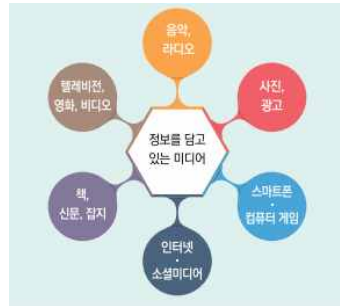 음악,
라디오
사진,
광고
스마트폰
·
컴퓨터 게임
인터넷
·
소셜미디어
책,
신문, 잡지
텔레비전,
영화, 비디오
정보를 담고
있는 미디어